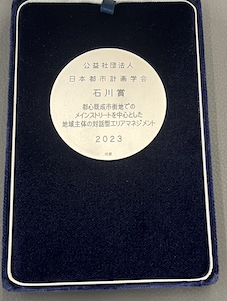 公益社団法人
日本都市計画学会
石川賞
都心既成市街地での
メインストリートを中心とした
地域主体の対話型エリアマネジメント
2023